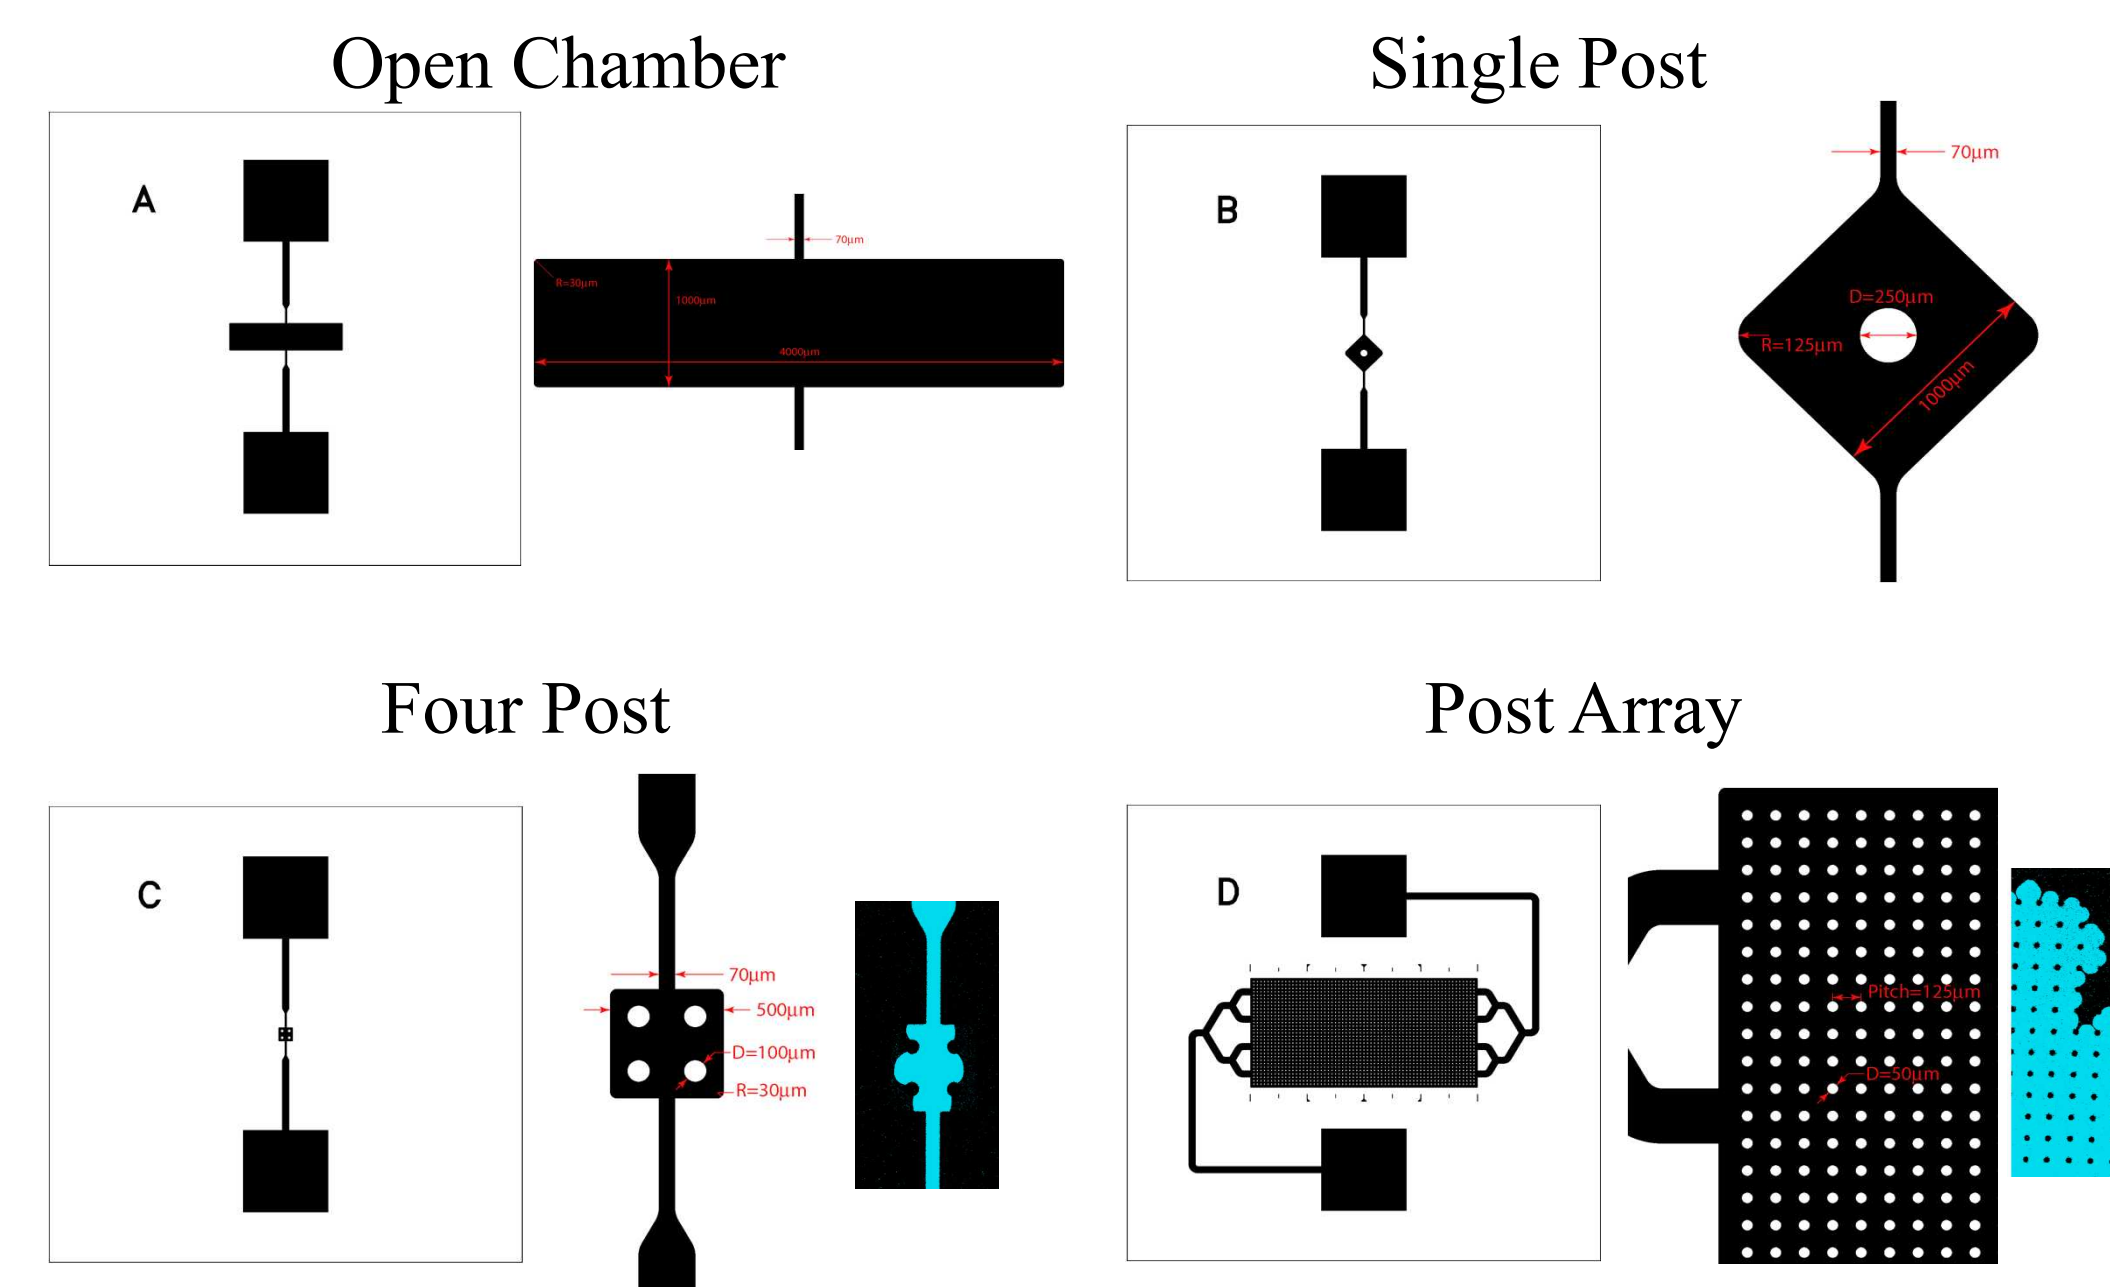 Open Chamber
A
70µm
R=30µm
1000µm
4000µm
Single Post
B
70µm
D=250µm
R=125µm
1000µm
Four Post
C
70µm
500µm
D=100µm
R=30µm
Post Array
D
Pitch=125µm
D=50µm